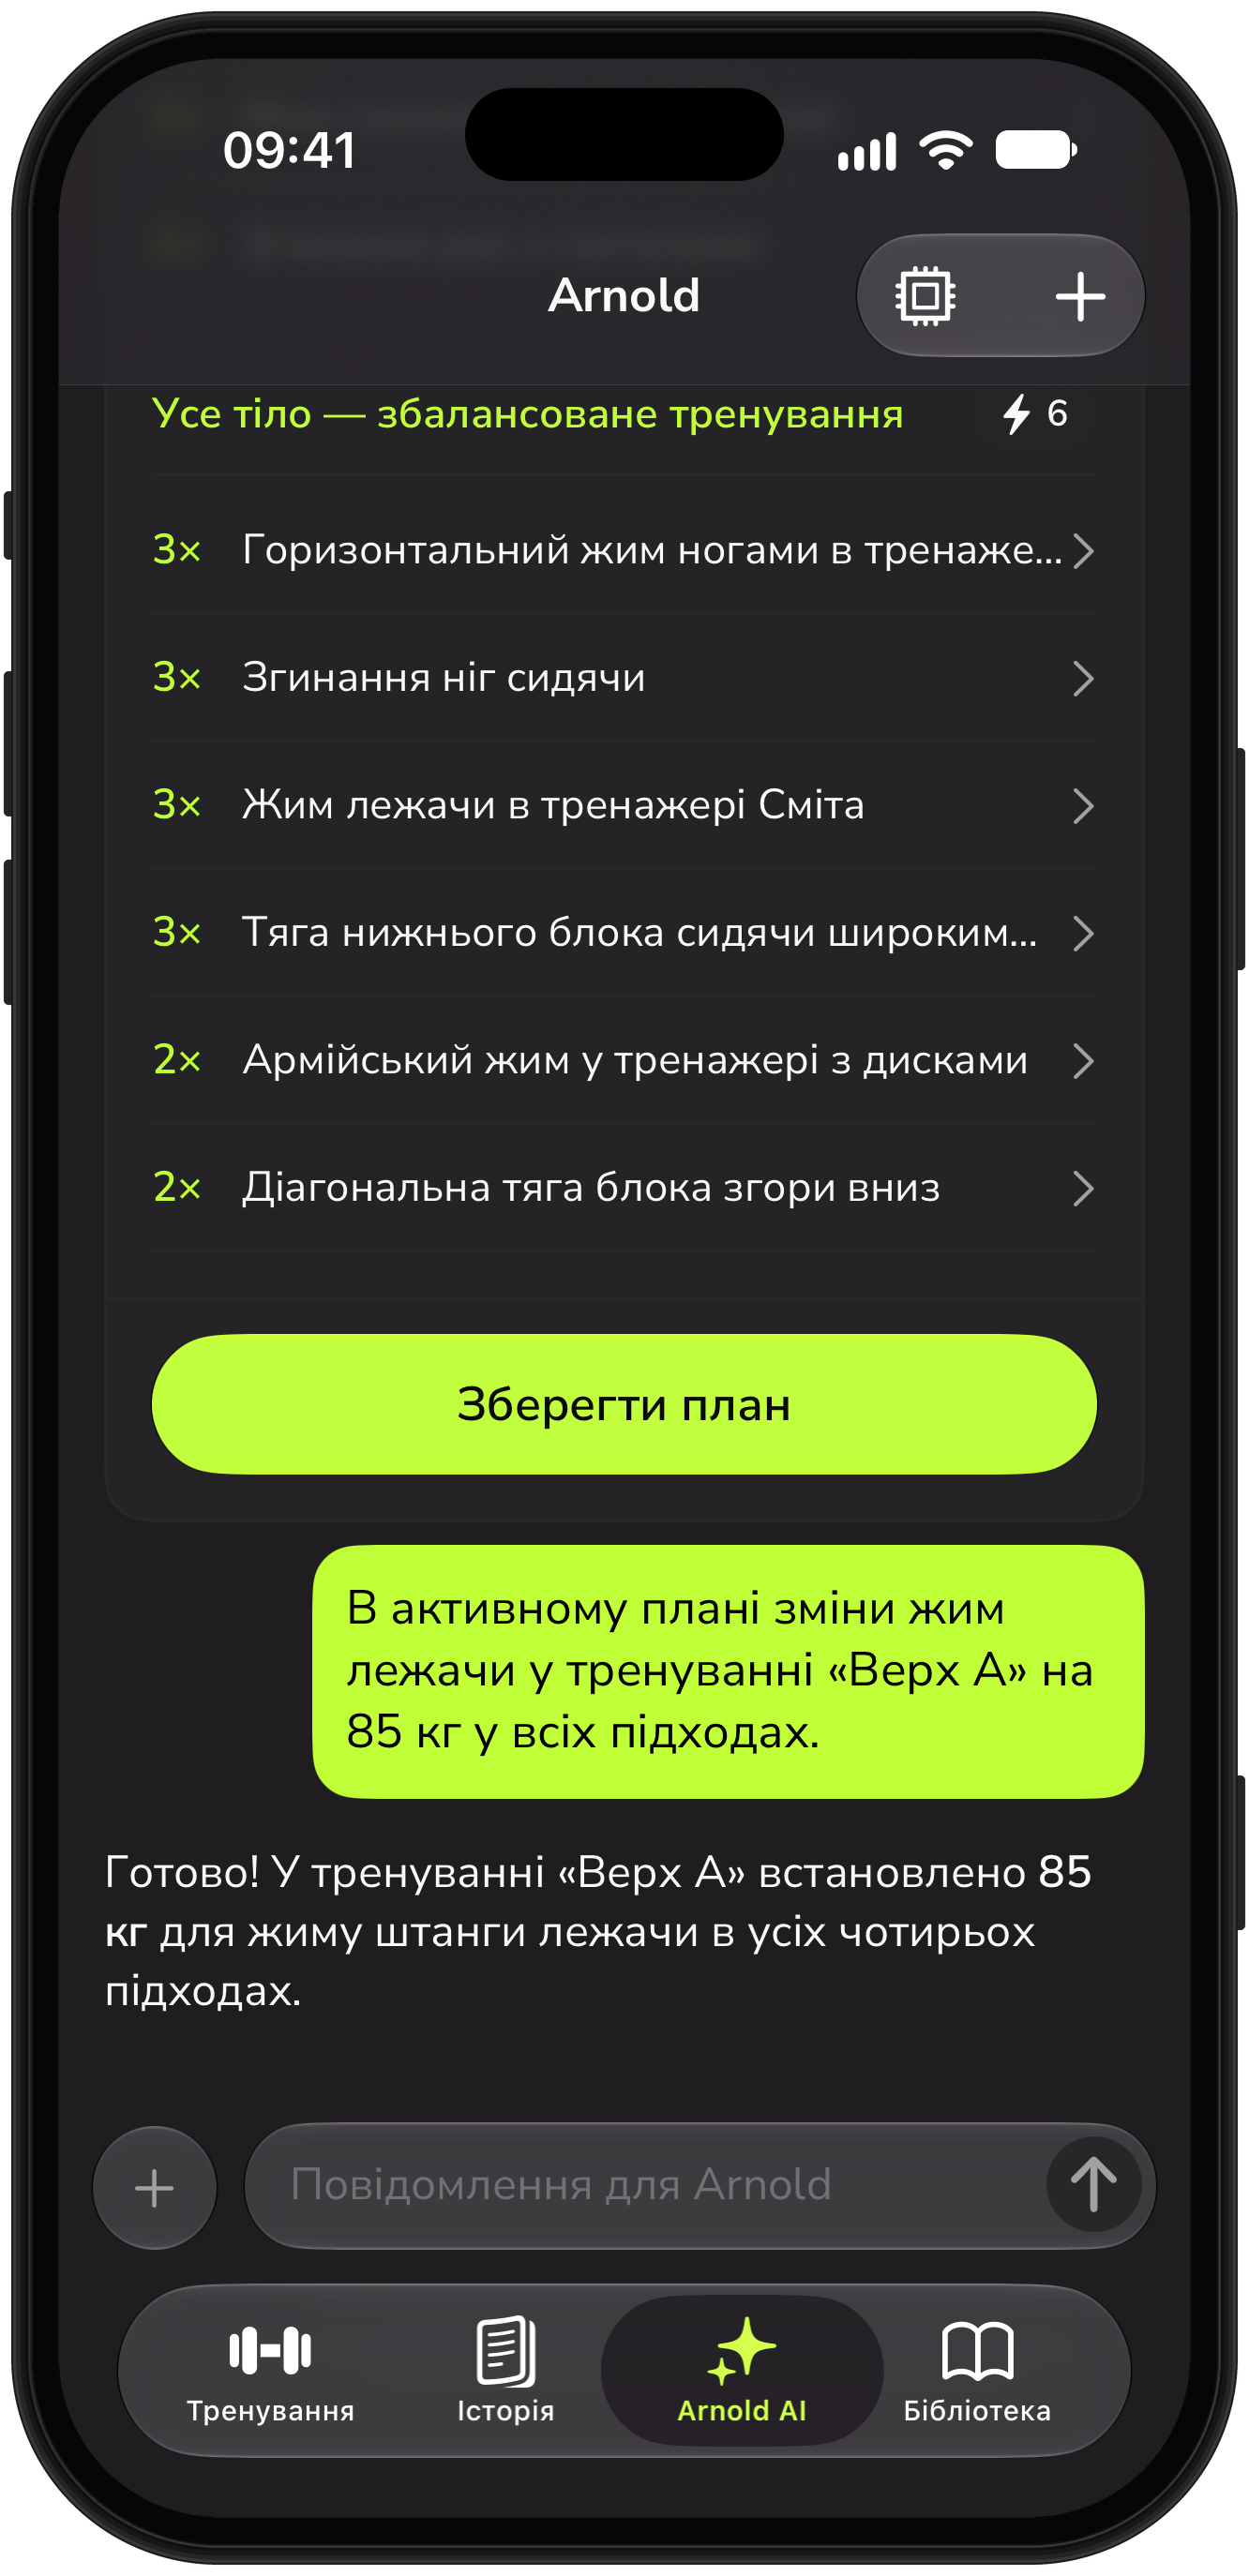 09:41
Arnold
Усе тіло — збалансоване тренування 6
3× Горизонтальний жим ногами в тренаже...
3× Згинання ніг сидячи
3× Жим лежачи в тренажері Сміта
3× Тяга нижнього блока сидячи широким...
2× Армійський жим у тренажері з дисками
2× Діагональна тяга блока згори вниз
Зберегти план
В активному плані зміни жим
лежачи у тренуванні «Верх А» на
85 кг у всіх підходах.
Готово! У тренуванні «Верх А» встановлено 85
кг для жиму штанги лежачи в усіх чотирьох
підходах.
Повідомлення для Arnold
Тренування Історія Arnold AI Бібліотека